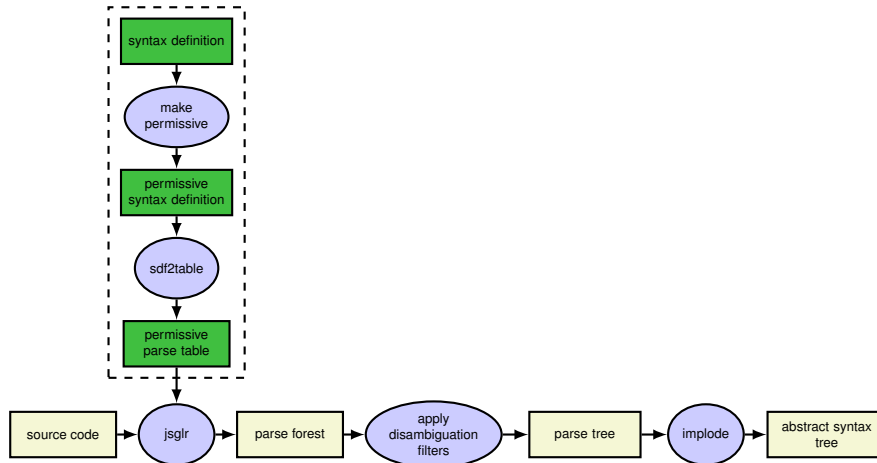 syntax definition
make
permissive
permissive
syntax definition
sdf2table
permissive
parse table
source code
jsglr
parse forest
apply
disambiguation
filters
parse tree
implode
abstract syntax
tree